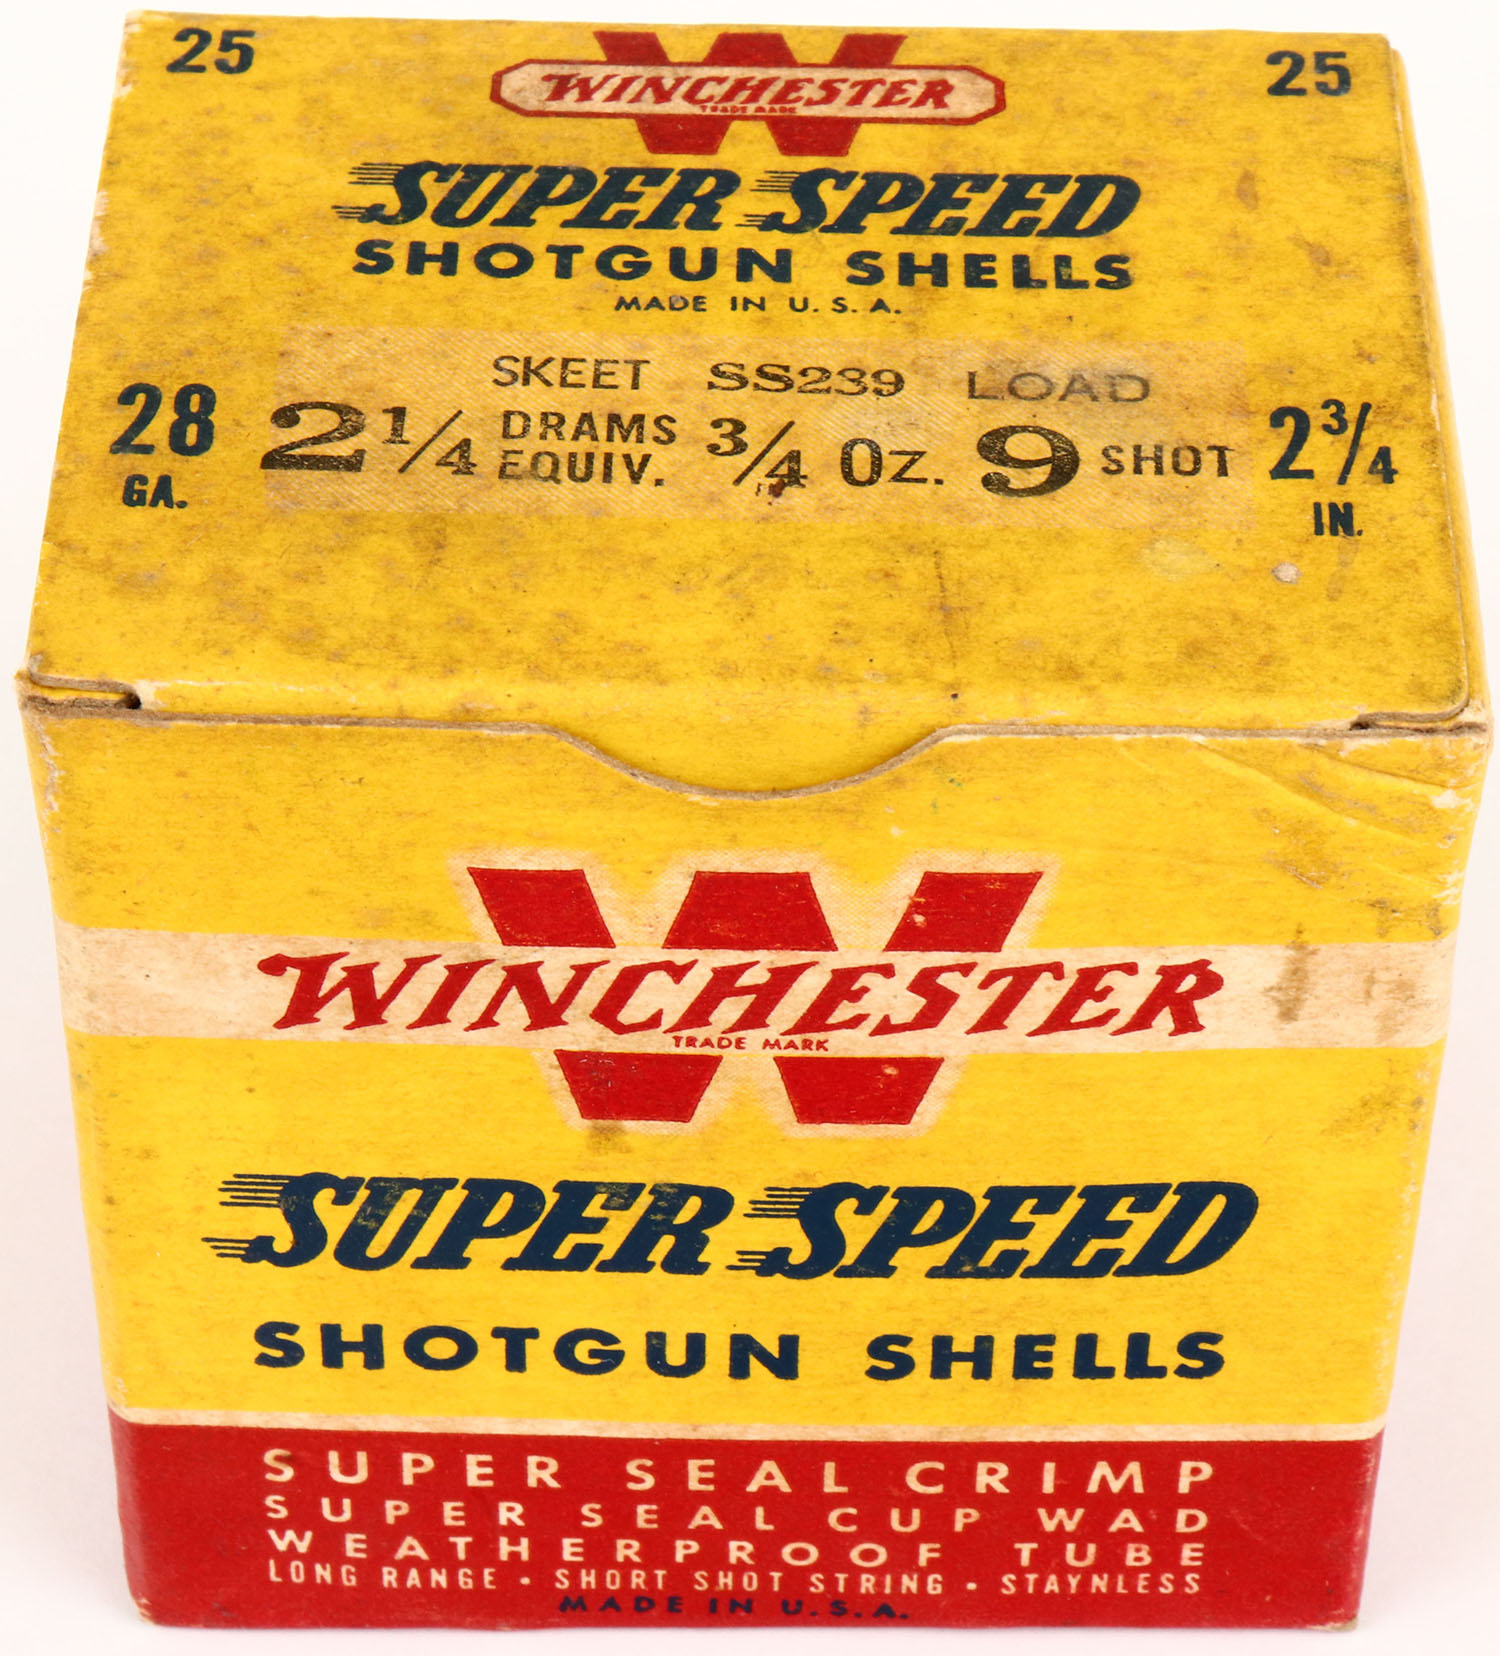 25 WINCHESTER 25
TRADE MARK
SUPER SPEED
SHOTGUN SHELLS
MADE IN U.S.A.
SKEET SS239 LOAD
28 GA. 2 1/4 DRAMS EQUIV. 3/4 Oz. 9 SHOT 2 3/4 IN.
WINCHESTER
TRADE MARK
SUPER SPEED
SHOTGUN SHELLS
SUPER SEAL CRIMP
SUPER SEAL CUP WAD
WEATHERPROOF TUBE
LONG RANGE • SHORT SHOT STRING • STAYNLESS
MADE IN U.S.A.